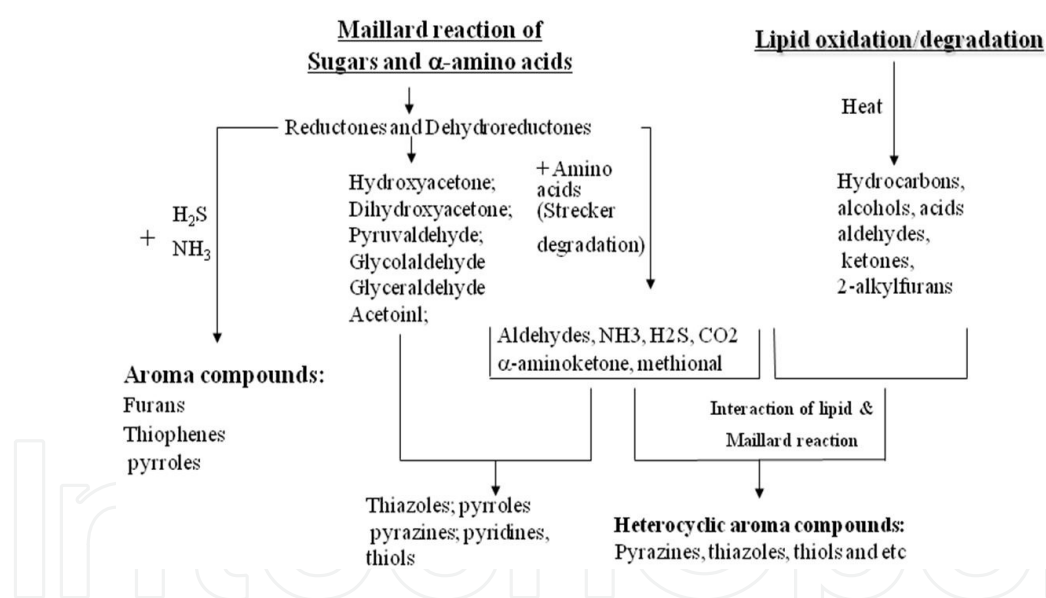 Maillard reaction of
Sugars and α-amino acids
Lipid oxidation/degradation
Heat
Reductones and Dehydroreductones
H₂S
+
NH₃
Hydroxyacetone;
Dihydroxyacetone;
Pyruvaldehyde;
Glycolaldehyde
Glyceraldehyde
Acetoinl;
+ Amino
acids
(Strecker
degradation)
Hydrocarbons,
alcohols, acids
aldehydes,
ketones,
2-alkylfurans
Aldehydes, NH3, H2S, CO2
α-aminoketone, methional
Aroma compounds:
Furans
Thiophenes
pyrroles
Interaction of lipid &
Maillard reaction
Thiazoles; pyrroles
pyrazines; pyridines,
thiols
Heterocyclic aroma compounds:
Pyrazines, thiazoles, thiols and etc